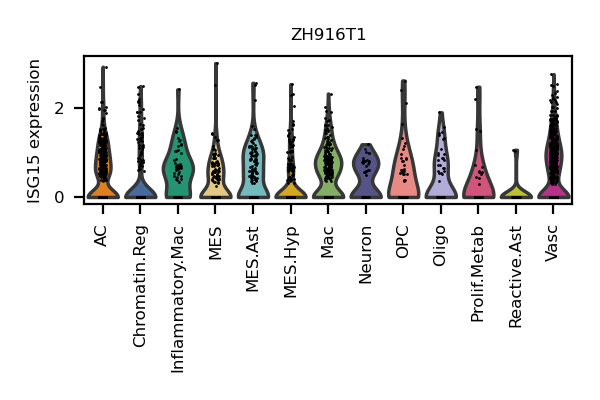 ZH916T1
ISG15 expression
2
0
AC
Chromatin.Reg
Inflammatory.Mac
MES
MES.Ast
MES.Hyp
Mac
Neuron
OPC
Oligo
Prolif.Metab
Reactive.Ast
Vasc